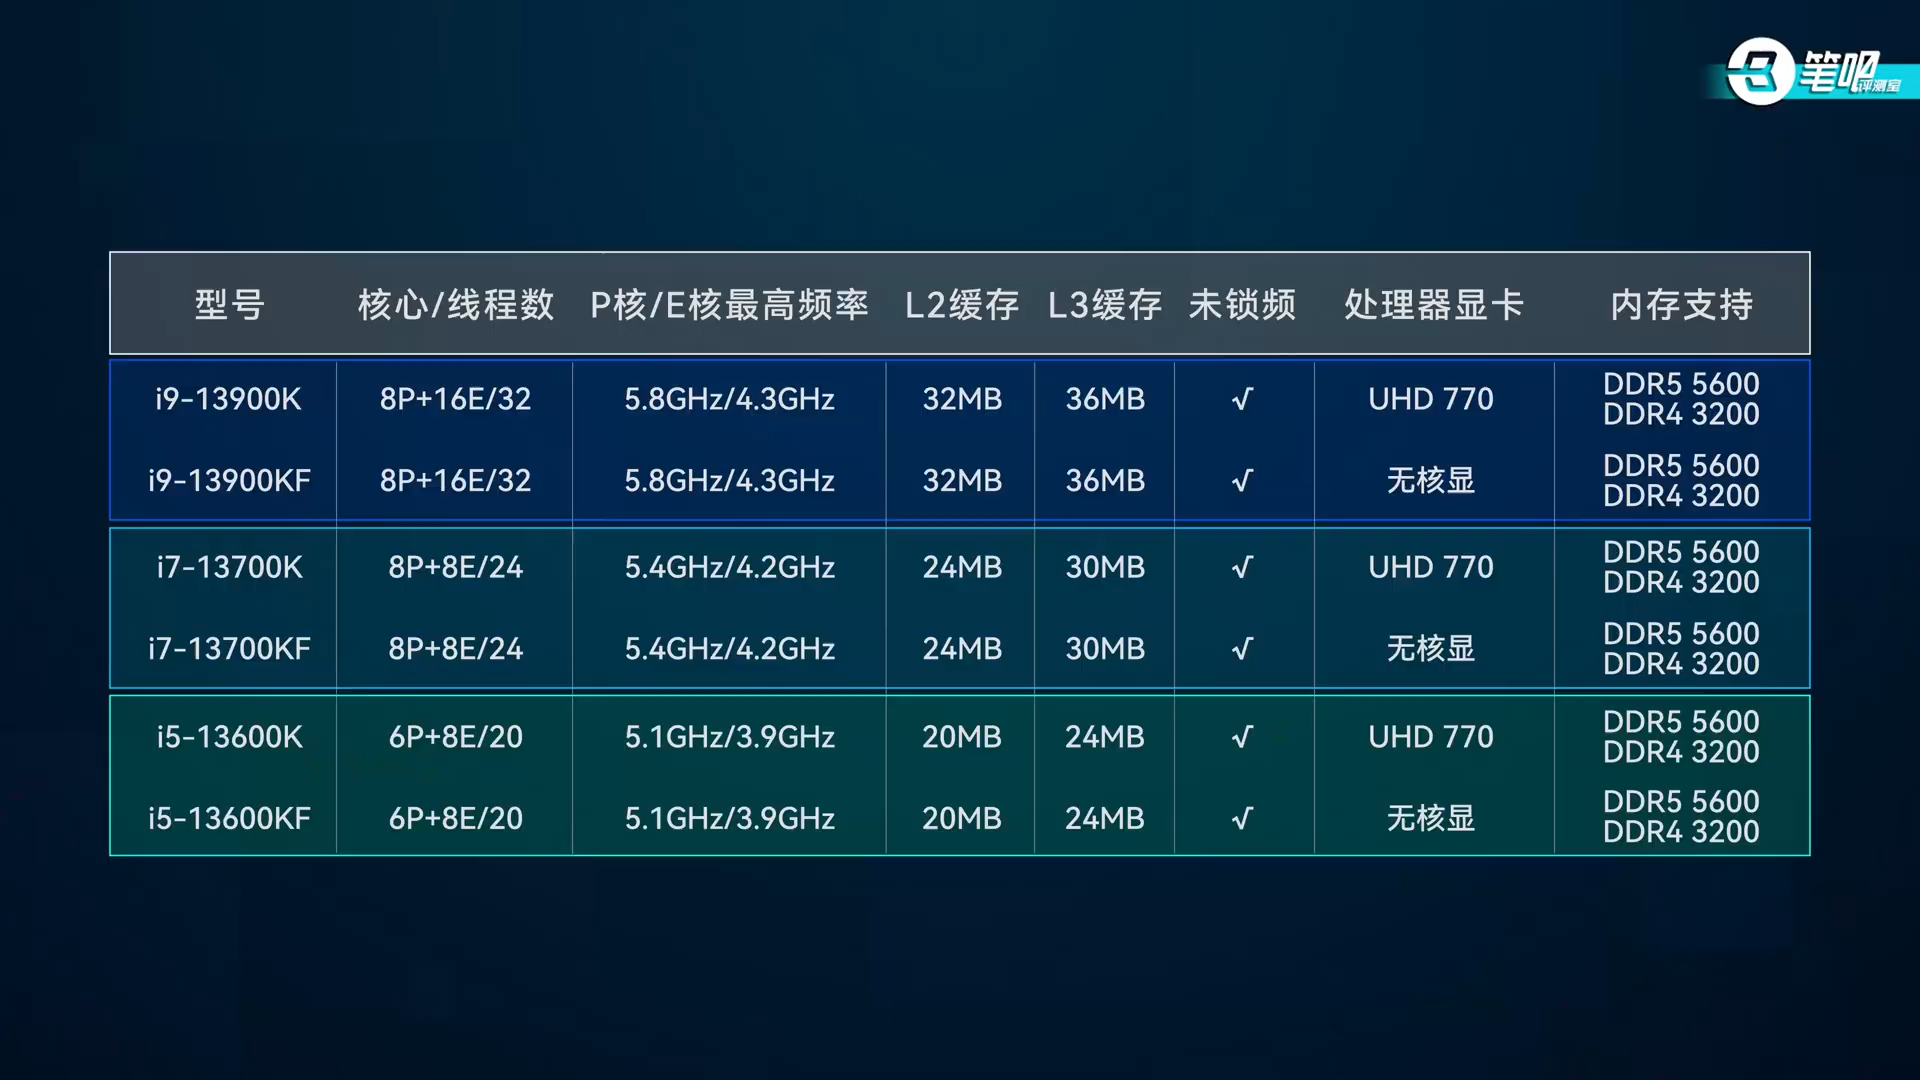 笔吧评测室
型号 核心/线程数 P核/E核最高频率 L2缓存 L3缓存 未锁频 处理器显卡 内存支持
i9-13900K 8P+16E/32 5.8GHz/4.3GHz 32MB 36MB √ UHD 770 DDR5 5600
DDR4 3200
i9-13900KF 8P+16E/32 5.8GHz/4.3GHz 32MB 36MB √ 无核显 DDR5 5600
DDR4 3200
i7-13700K 8P+8E/24 5.4GHz/4.2GHz 24MB 30MB √ UHD 770 DDR5 5600
DDR4 3200
i7-13700KF 8P+8E/24 5.4GHz/4.2GHz 24MB 30MB √ 无核显 DDR5 5600
DDR4 3200
i5-13600K 6P+8E/20 5.1GHz/3.9GHz 20MB 24MB √ UHD 770 DDR5 5600
DDR4 3200
i5-13600KF 6P+8E/20 5.1GHz/3.9GHz 20MB 24MB √ 无核显 DDR5 5600
DDR4 3200